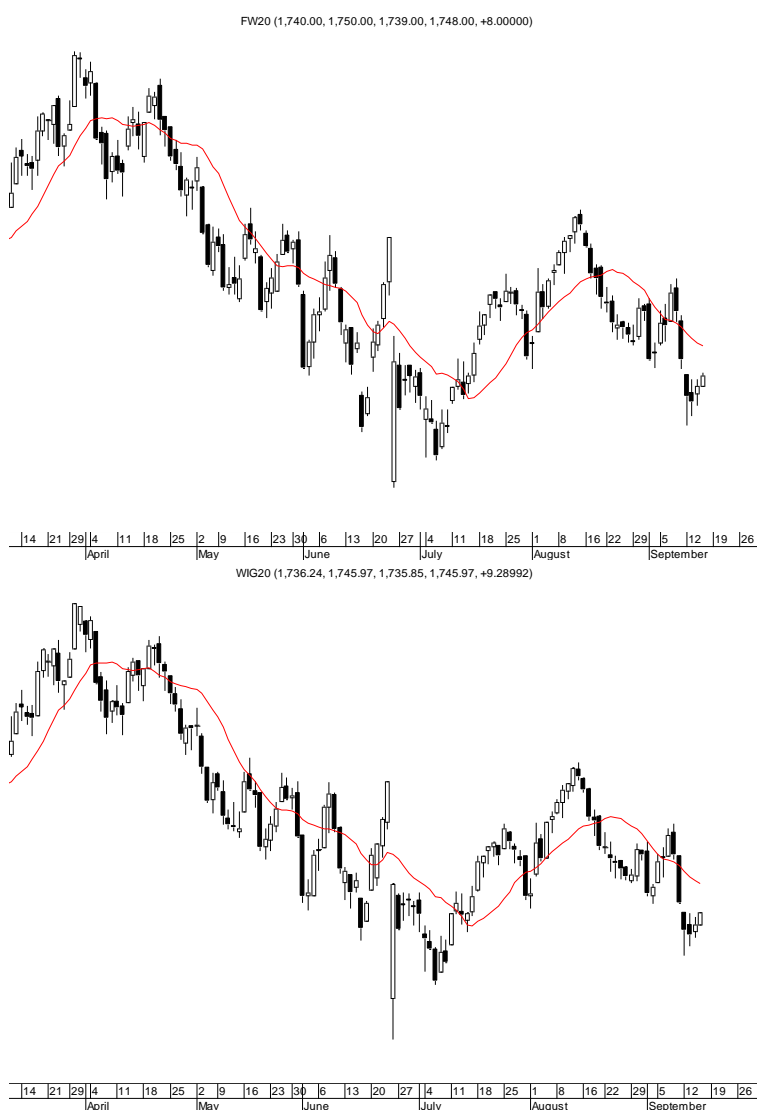 FW20 (1,740.00, 1,750.00, 1,739.00, 1,748.00, +8.00000)
14 21 29 4 11 18 25 2 9 16 23 30 6 13 20 27 4 11 18 25 1 8 16 22 29 5 12 19 26
April May June July August September
WIG20 (1,736.24, 1,745.97, 1,735.85, 1,745.97, +9.28992)
14 21 29 4 11 18 25 2 9 16 23 30 6 13 20 27 4 11 18 25 1 8 16 22 29 5 12 19 26
April May June July August September